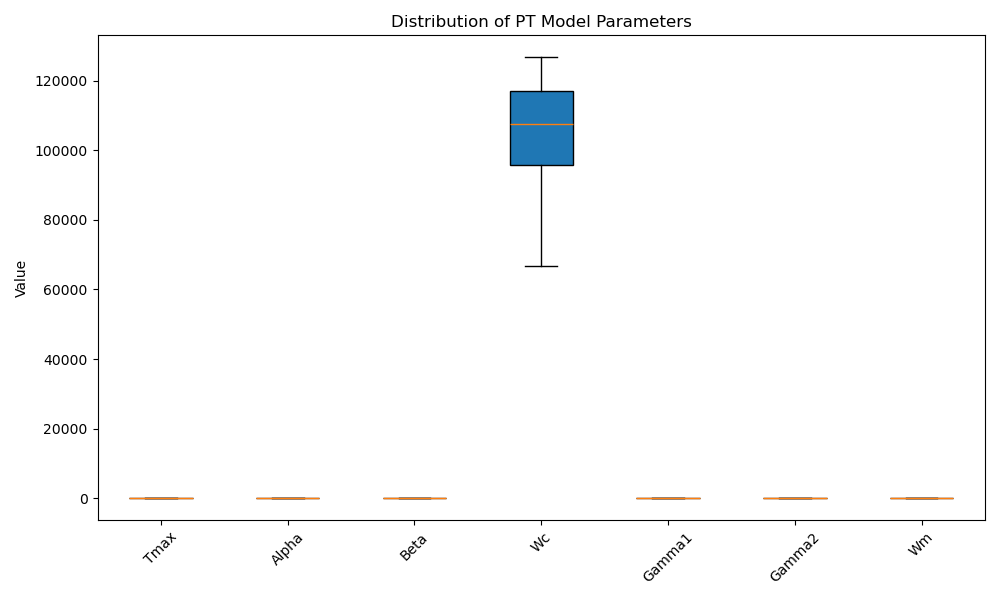 Distribution of PT Model Parameters
Value
120000
100000
80000
60000
40000
20000
0
Tmax
Alpha
Beta
Wc
Gamma1
Gamma2
Wm